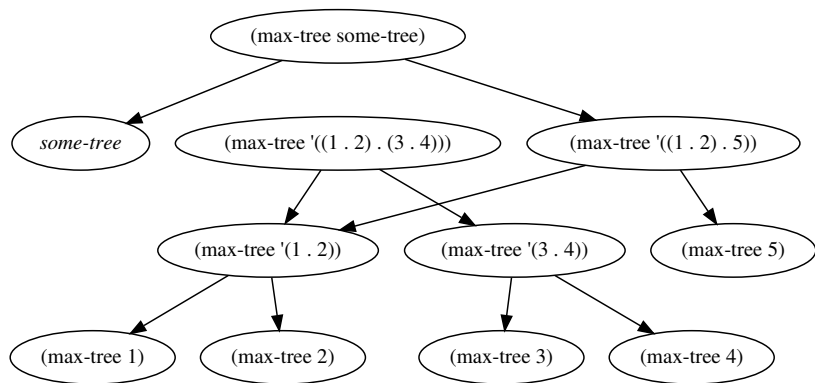 (max-tree some-tree)
some-tree
(max-tree '((1 . 2) . (3 . 4)))
(max-tree '((1 . 2) . 5))
(max-tree '(1 . 2))
(max-tree '(3 . 4))
(max-tree 5)
(max-tree 1)
(max-tree 2)
(max-tree 3)
(max-tree 4)